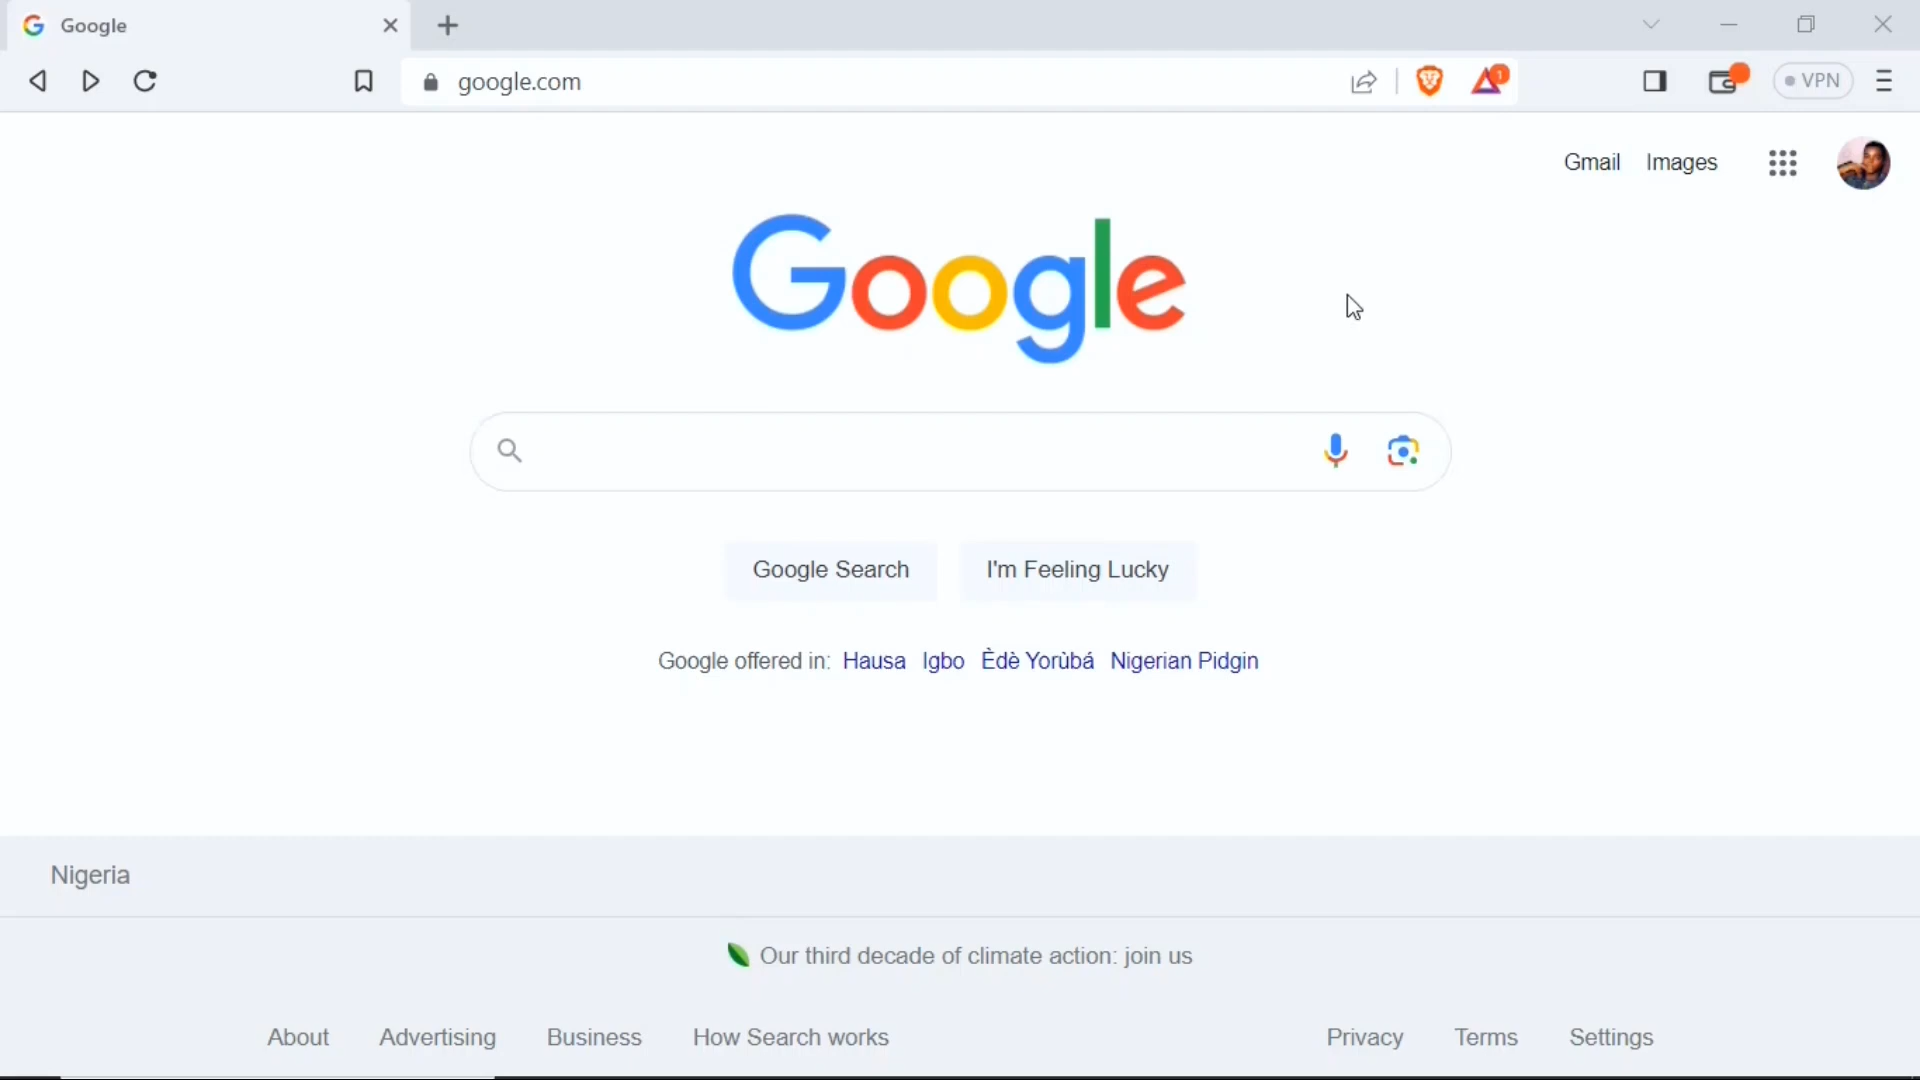 Google
google.com
1
VPN
Gmail Images
Google
Google Search I'm Feeling Lucky
Google offered in: Hausa Igbo Èdè Yorùbá Nigerian Pidgin
Nigeria
Our third decade of climate action: join us
About Advertising Business How Search works Privacy Terms Settings